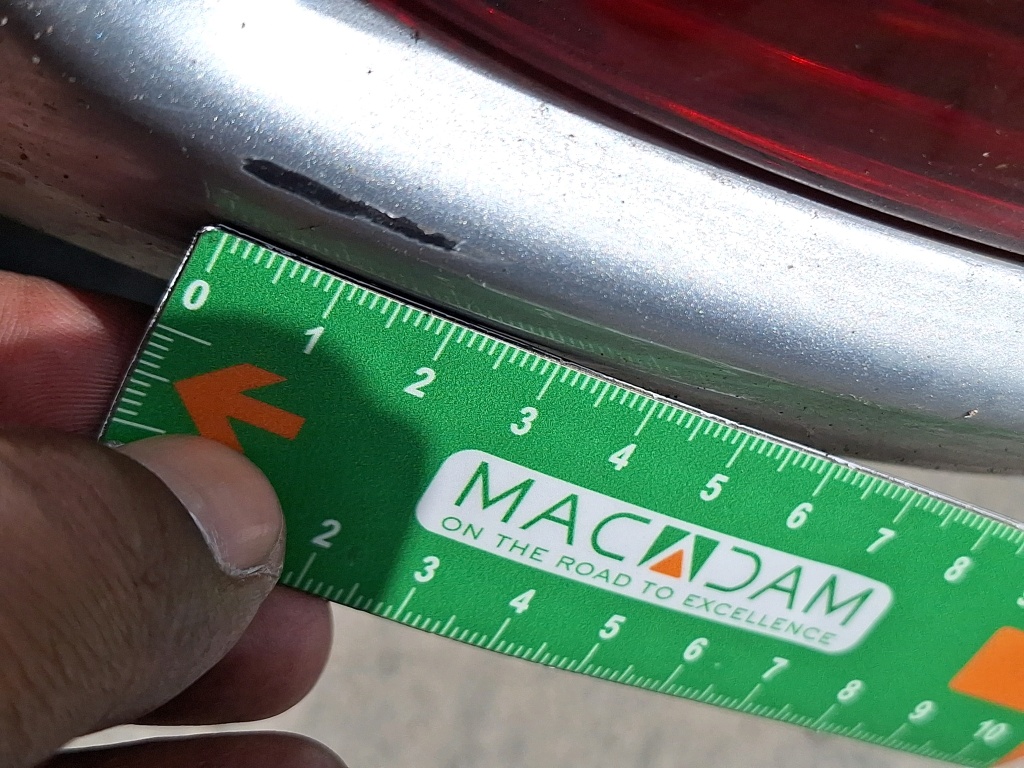 0 1 2 3 4 5 6 7 8
MACADAM
ON THE ROAD TO EXCELLENCE
2 3 4 5 6 7 8 9 10